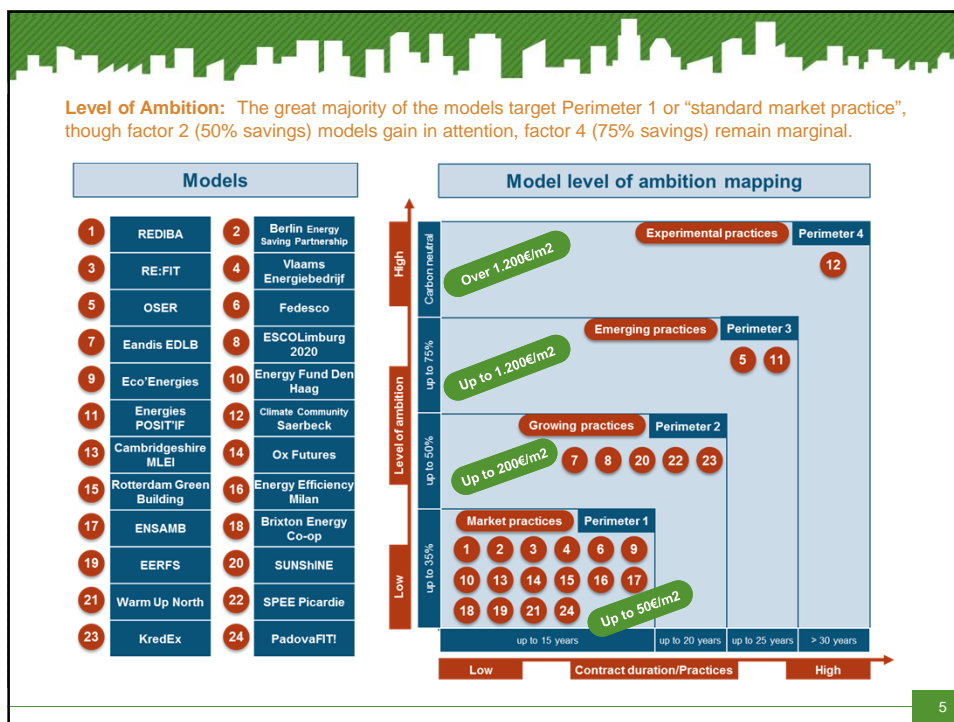 Level of Ambition: The great majority of the models target Perimeter 1 or “standard market practice”,
though factor 2 (50% savings) models gain in attention, factor 4 (75% savings) remain marginal.
Models
1 REDIBA
2 Berlin Energy
Saving Partnership
3 RE:FIT
4 Vlaams
Energiebedrijf
5 OSER
6 Fedesco
7 Eandis EDLB
8 ESCOLimburg
2020
9 Eco'Energies
10 Energy Fund Den
Haag
11 Energies
POSIT'IF
12 Climate Community
Saerbeck
13 Cambridgeshire
MLEI
14 Ox Futures
15 Rotterdam Green
Building
16 Energy Efficiency
Milan
17 ENSAMB
18 Brixton Energy
Co-op
19 EERFS
20 SUNShINE
21 Warm Up North
22 SPEE Picardie
23 KredEx
24 PadovaFIT!
Model level of ambition mapping
High
Level of ambition
Low
Carbon neutral
Over 1.200€/m2
Experimental practices
Perimeter 4
12
up to 75%
Up to 1.200€/m2
Emerging practices
Perimeter 3
5 11
up to 50%
Up to 200€/m2
Growing practices
Perimeter 2
7 8 20 22 23
up to 35%
Market practices
Perimeter 1
1 2 3 4 6 9
10 13 14 15 16 17
18 19 21 24
Up to 50€/m2
up to 15 years
up to 20 years
up to 25 years
> 30 years
Low
Contract duration/Practices
High
5